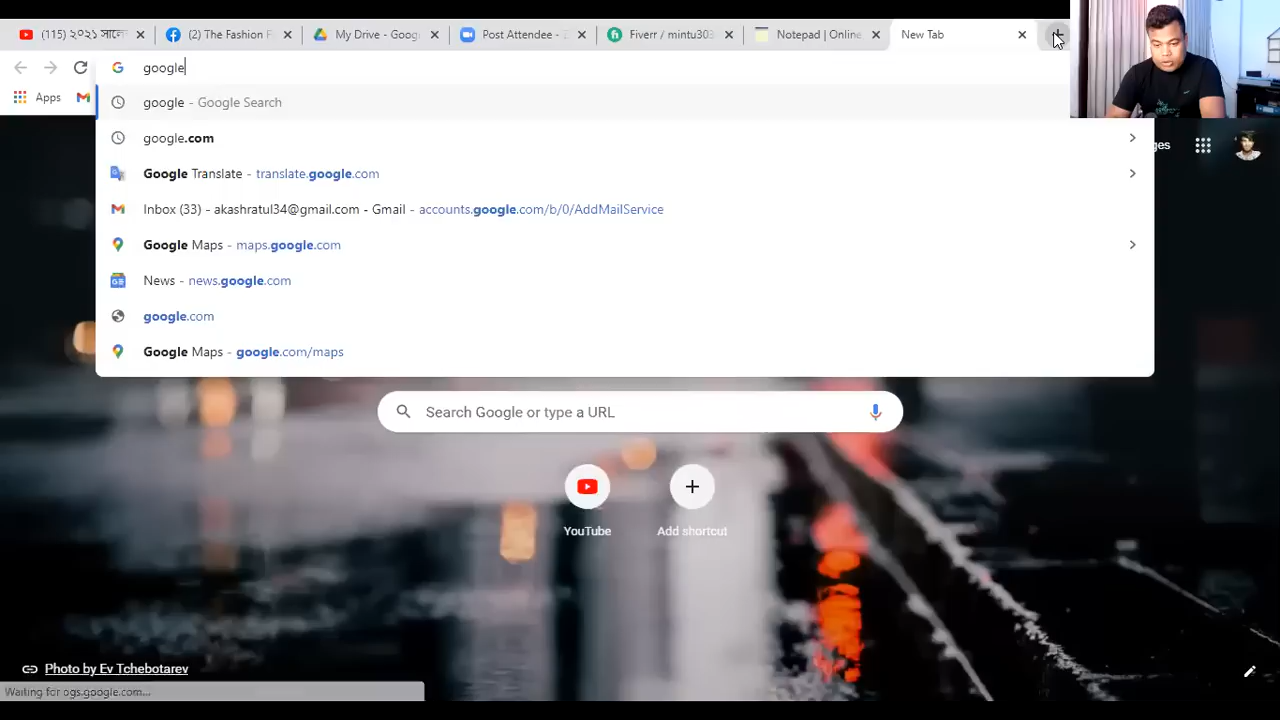 (115) ২০২১ সালে
(2) The Fashion F
My Drive - Goog
Post Attendee -
Fiverr / mintu303
Notepad | Online
New Tab
google
Apps
google - Google Search
google.com
Google Translate - translate.google.com
Inbox (33) - akashratul34@gmail.com - Gmail - accounts.google.com/b/0/AddMailService
Google Maps - maps.google.com
News - news.google.com
google.com
Google Maps - google.com/maps
ges
Search Google or type a URL
YouTube
Add shortcut
Photo by Ev Tchebotarev
Waiting for ogs.google.com...